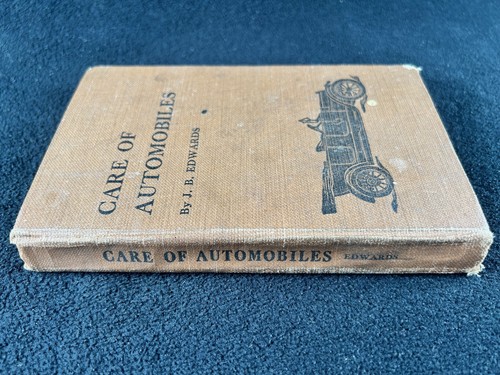 CARE OF
AUTOMOBILES
By J. B. EDWARDS
CARE OF AUTOMOBILES EDWARDS